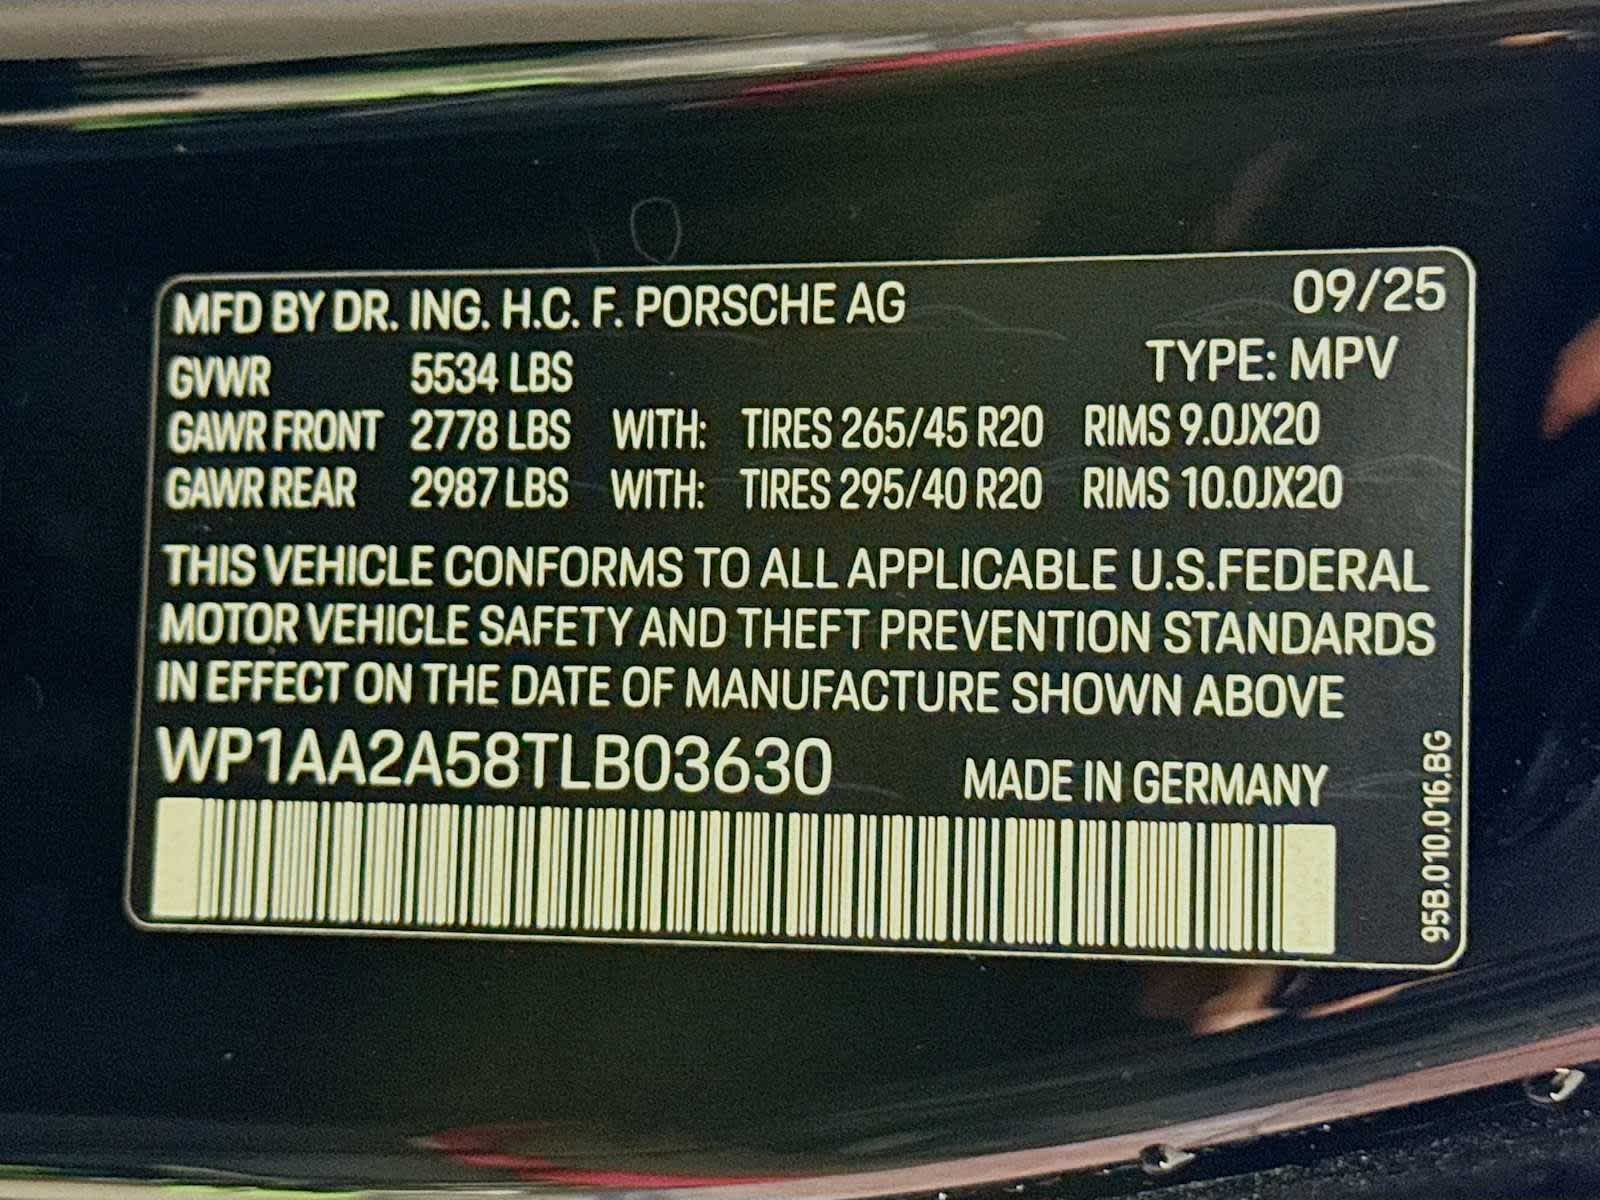 MFD BY DR. ING. H.C. F. PORSCHE AG 09/25
GVWR 5534 LBS TYPE: MPV
GAWR FRONT 2778 LBS WITH: TIRES 265/45 R20 RIMS 9.0JX20
GAWR REAR 2987 LBS WITH: TIRES 295/40 R20 RIMS 10.0JX20
THIS VEHICLE CONFORMS TO ALL APPLICABLE U.S.FEDERAL
MOTOR VEHICLE SAFETY AND THEFT PREVENTION STANDARDS
IN EFFECT ON THE DATE OF MANUFACTURE SHOWN ABOVE
WP1AA2A58TLB03630 MADE IN GERMANY
95B.010.016.BG